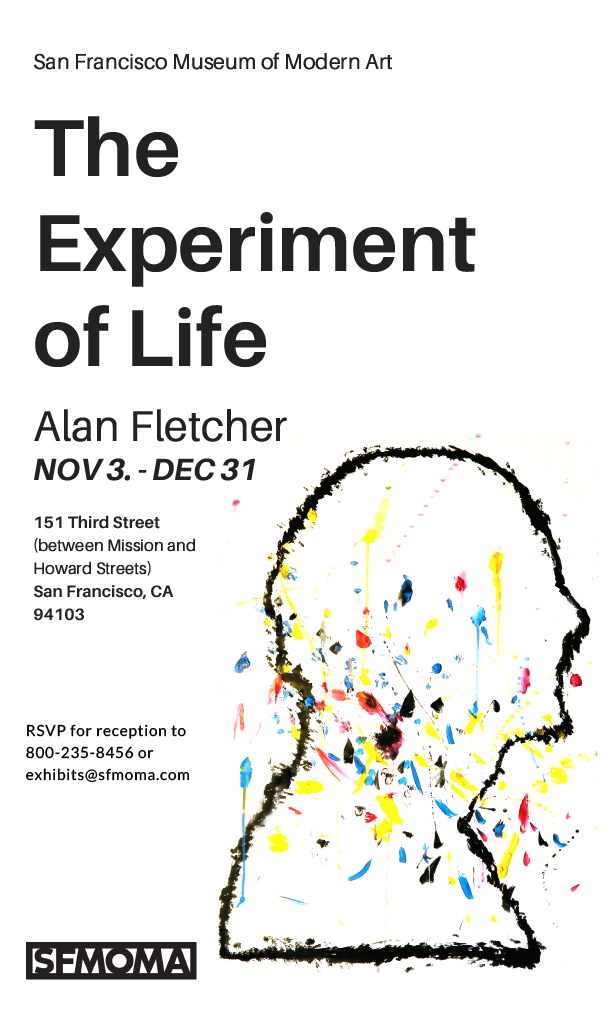 San Francisco Museum of Modern Art
The
Experiment
of Life
Alan Fletcher
NOV 3. - DEC 31
151 Third Street
(between Mission and
Howard Streets)
San Francisco, CA
94103
RSVP for reception to
800-235-8456 or
exhibits@sfmoma.com
SFMOMA